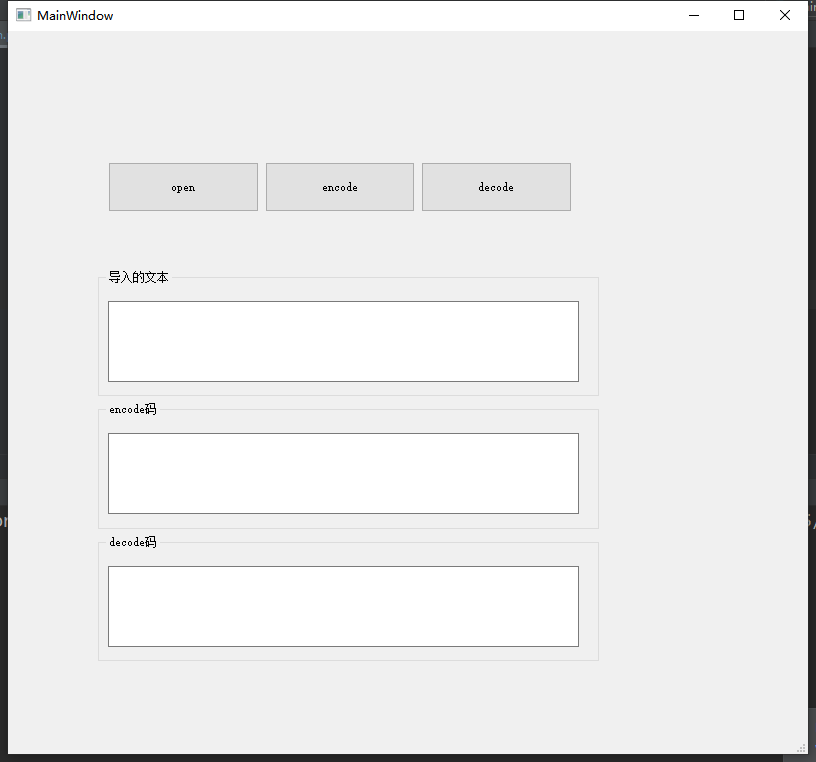 MainWindow
open
encode
decode
导入的文本
encode码
decode码